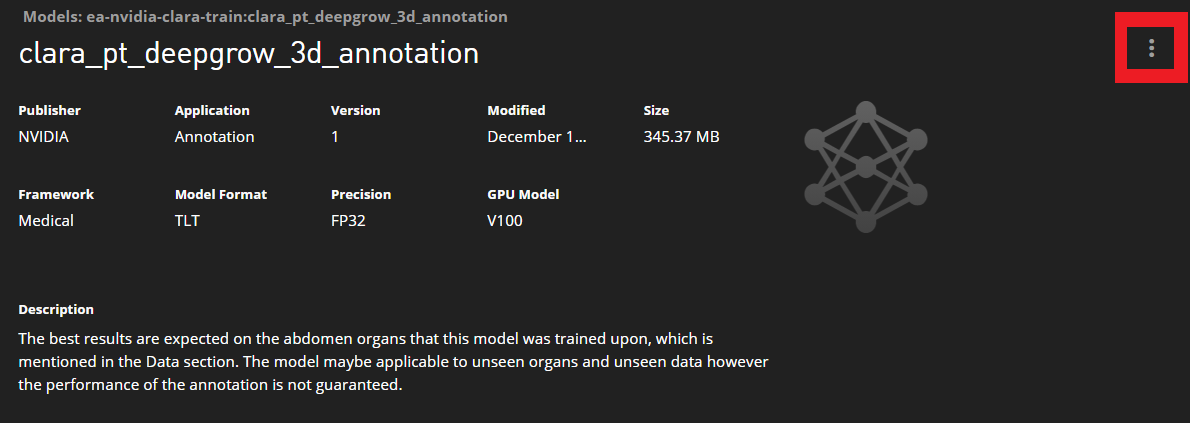 Models: ea-nvidia-clara-train:clara_pt_deepgrow_3d_annotation
clara_pt_deepgrow_3d_annotation
Publisher Application Version Modified Size
NVIDIA Annotation 1 December 1... 345.37 MB
Framework Model Format Precision GPU Model
Medical TLT FP32 V100
Description
The best results are expected on the abdomen organs that this model was trained upon, which is
mentioned in the Data section. The model maybe applicable to unseen organs and unseen data however
the performance of the annotation is not guaranteed.